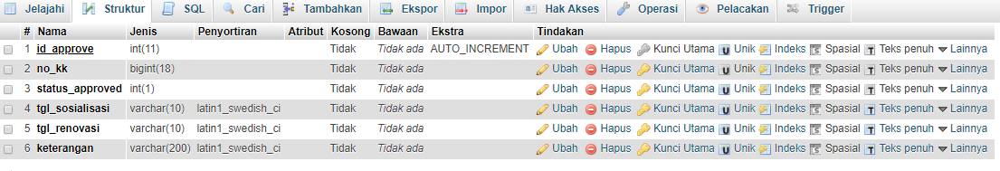 Jelajahi Struktur SQL Cari Tambahkan Ekspor Impor Hak Akses Operasi Pelacakan Trigger
# Nama Jenis Penyortiran Atribut Kosong Bawaan Ekstra Tindakan
1 id_approve int(11) Tidak Tidak ada AUTO_INCREMENT Ubah Hapus Kunci Utama Unik Indeks Spasial Teks penuh Lainnya
2 no_kk bigint(18) Tidak Tidak ada Ubah Hapus Kunci Utama Unik Indeks Spasial Teks penuh Lainnya
3 status_approved int(1) Tidak Tidak ada Ubah Hapus Kunci Utama Unik Indeks Spasial Teks penuh Lainnya
4 tgl_sosialisasi varchar(10) latin1_swedish_ci Tidak Tidak ada Ubah Hapus Kunci Utama Unik Indeks Spasial Teks penuh Lainnya
5 tgl_renovasi varchar(10) latin1_swedish_ci Tidak Tidak ada Ubah Hapus Kunci Utama Unik Indeks Spasial Teks penuh Lainnya
6 keterangan varchar(200) latin1_swedish_ci Tidak Tidak ada Ubah Hapus Kunci Utama Unik Indeks Spasial Teks penuh Lainnya